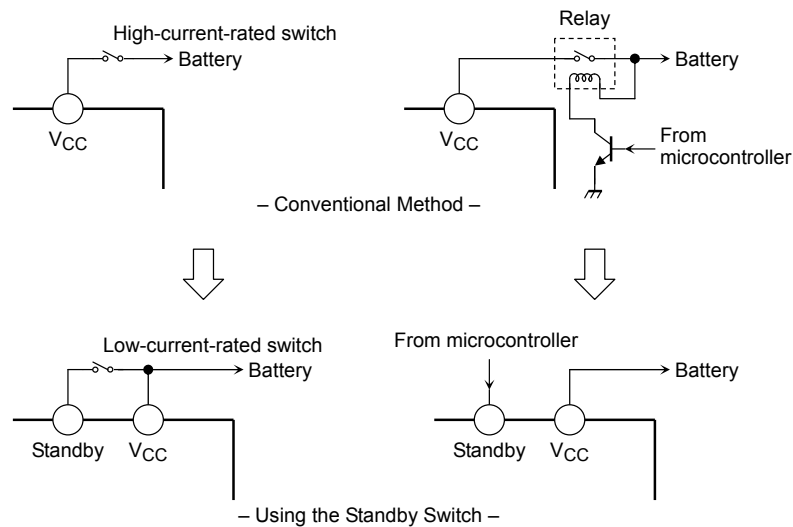 High-current-rated switch
Battery
VCC
Relay
Battery
VCC
From
microcontroller
– Conventional Method –
Low-current-rated switch
Battery
Standby
VCC
From microcontroller
Battery
Standby
VCC
– Using the Standby Switch –